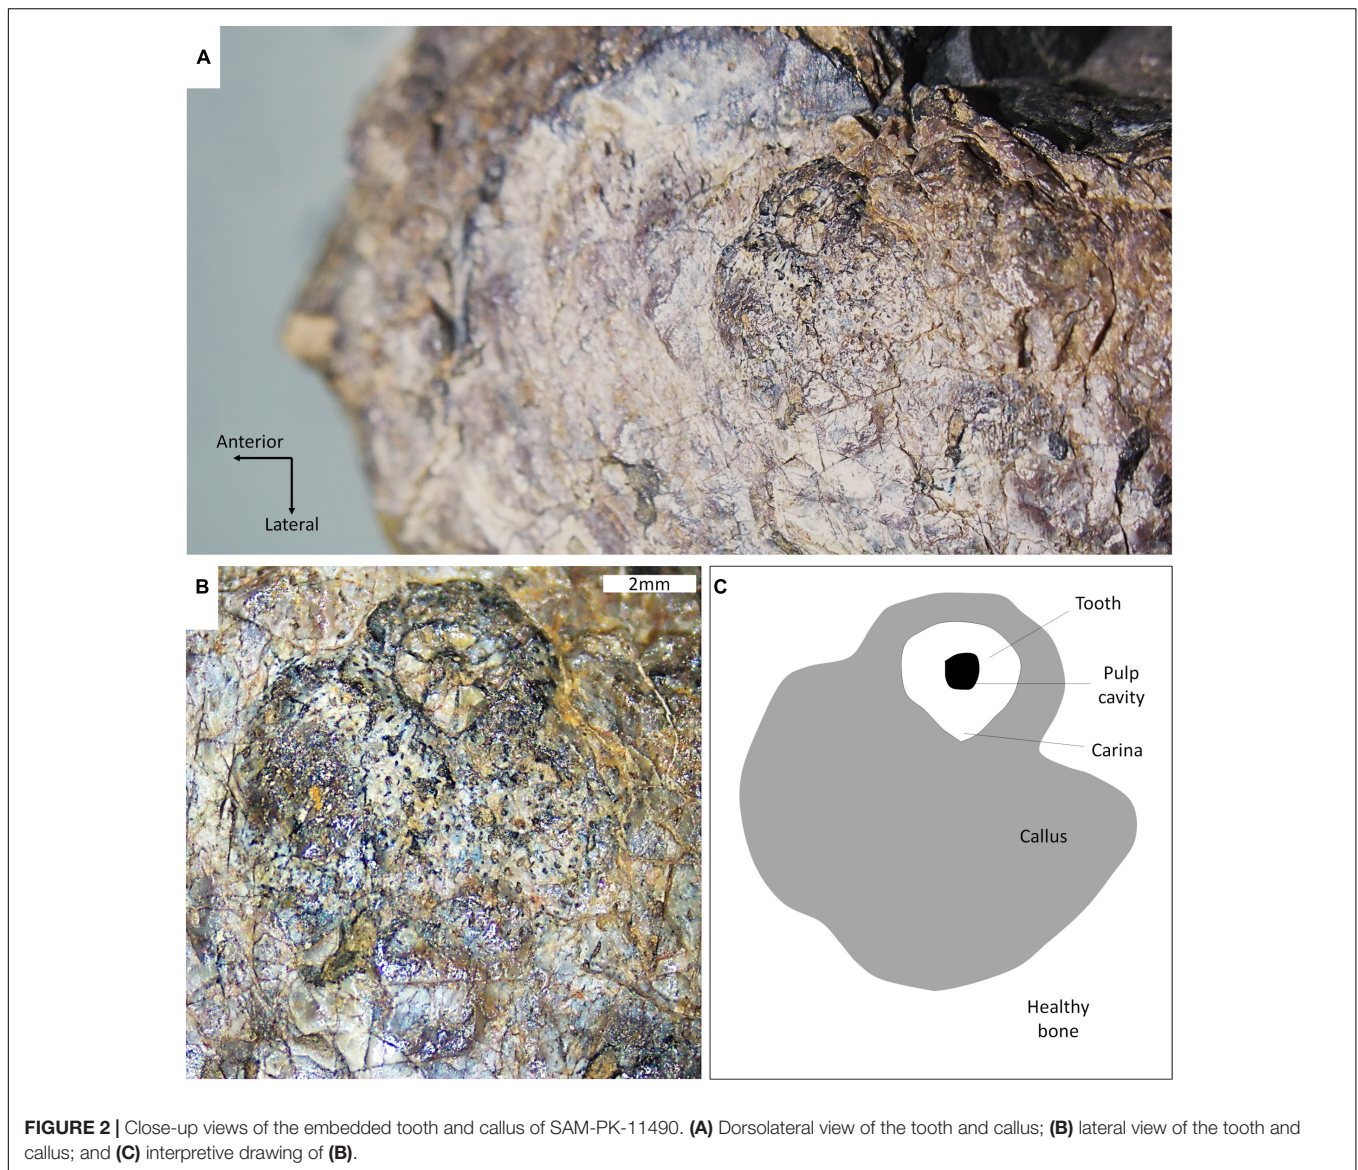 A
Anterior
Lateral
B
2mm
C
Tooth
Pulp
cavity
Carina
Callus
Healthy
bone
FIGURE 2 | Close-up views of the embedded tooth and callus of SAM-PK-11490. (A) Dorsolateral view of the tooth and callus; (B) lateral view of the tooth and
callus; and (C) interpretive drawing of (B).